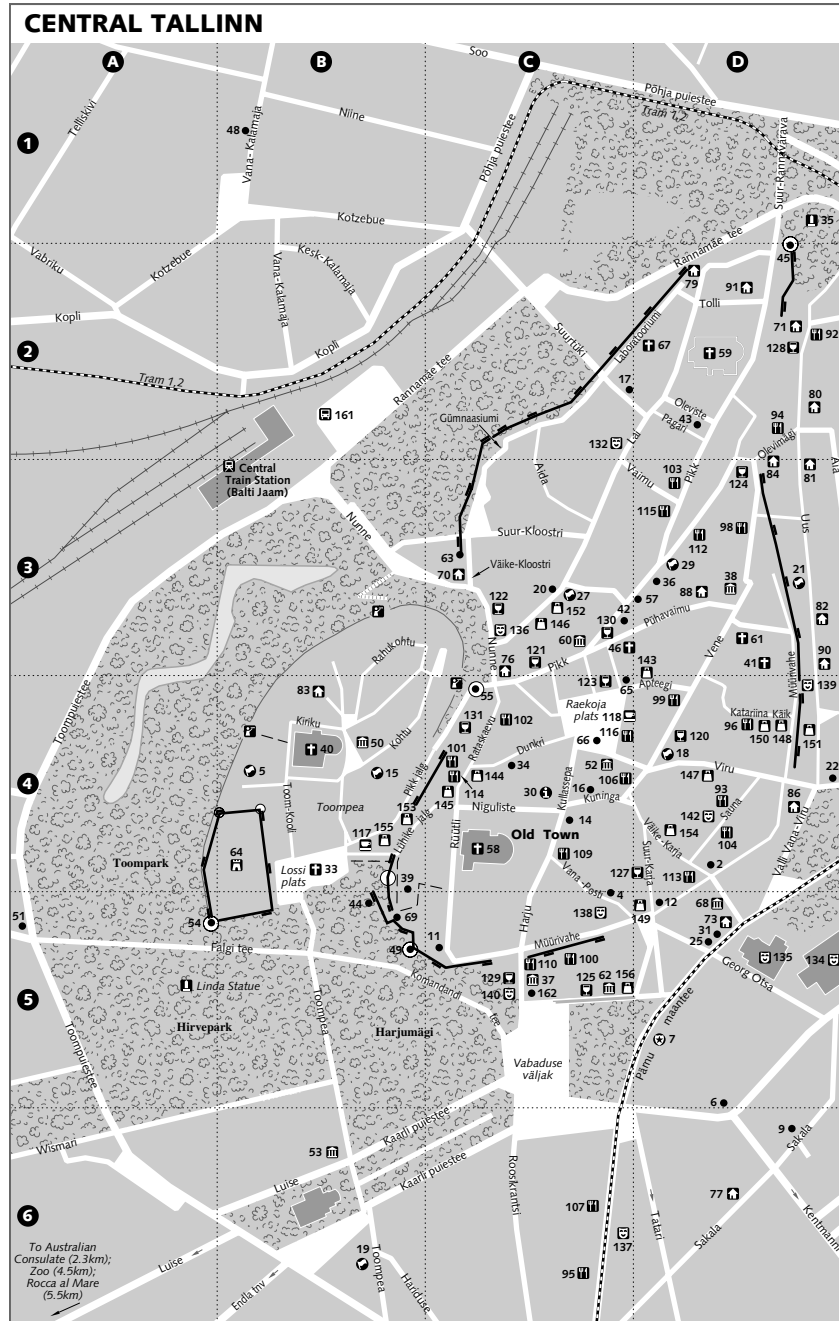 CENTRAL TALLINN
A
B
C
D
1
2
3
4
5
6
Soo
Põhja puiestee
Tram 1,2
Telliskivi
Vana-Kalamaja
Niine
Põhja puiestee
Suur-Rannavärava
48
35
Kotzebue
Vabriku
Kotzebue
Vana-Kalamaja
Kesk-Kalamaja
Rannamäe tee
45
79
91
Tolli
Kopli
Kopli
Suurtüki
Laboratooriumi
67
59
71
92
128
Tram 1,2
Rannamäe tee
17
80
161
Gümnaasiumi
Oleviste
43
Pagari
94
132
Lai
Olevimägi
Central
Train Station
(Balti Jaam)
Aida
Vaimu
103
Pikk
124
84
81
Nunne
115
98
Uus
Suur-Kloostri
112
63
70
Väike-Kloostri
29
21
20
27
36
38
122
152
57
88
82
130
42
136
146
Pühavaimu
60
46
61
Rahukohtu
Nunne
76
121
Pikk
143
Vene
41
90
Müürivahe
83
55
123
65
Apteegi
139
Toompuiestee
Kiriku
131
102
Raekoja
plats
118
99
Katariina Käik
96
150
148
151
50
Kohtu
Rataskaevu
116
120
40
101
Dunkri
66
5
15
Pikk jalg
34
52
18
22
Viru
147
114
144
30
16
106
93
Toom-Kooli
Toompea
153
145
Niguliste
Kullassepa
Kuninga
86
Sauna
142
155
Lühike jalg
Rüütli
14
Väike-Karja
154
104
117
Old Town
64
58
109
Valli Vana-Viru
Toompark
Lossi
plats
33
39
127
Suur-Karja
2
113
Vana-Posti
4
12
68
44
69
138
149
73
51
54
Harju
31
25
11
Müürivahe
Falgi tee
49
135
134
110
100
Georg Otsa
Komandandi tee
129
37
62
156
Linda Statue
140
162
125
Hirvepark
Toompea
Harjumägi
Pärnu maantee
7
Toompuiestee
Vabaduse
väljak
6
Wismari
Kaarli puiestee
9
Sakala
53
Luise
Kaarli puiestee
Rooskrantsi
77
Kentmanni
107
Tatari
137
Sakala
To Australian
Consulate (2.3km);
Zoo (4.5km);
Rocca al Mare
(5.5km)
Luise
19
Toompea
Endla tnv
Hariduse
95